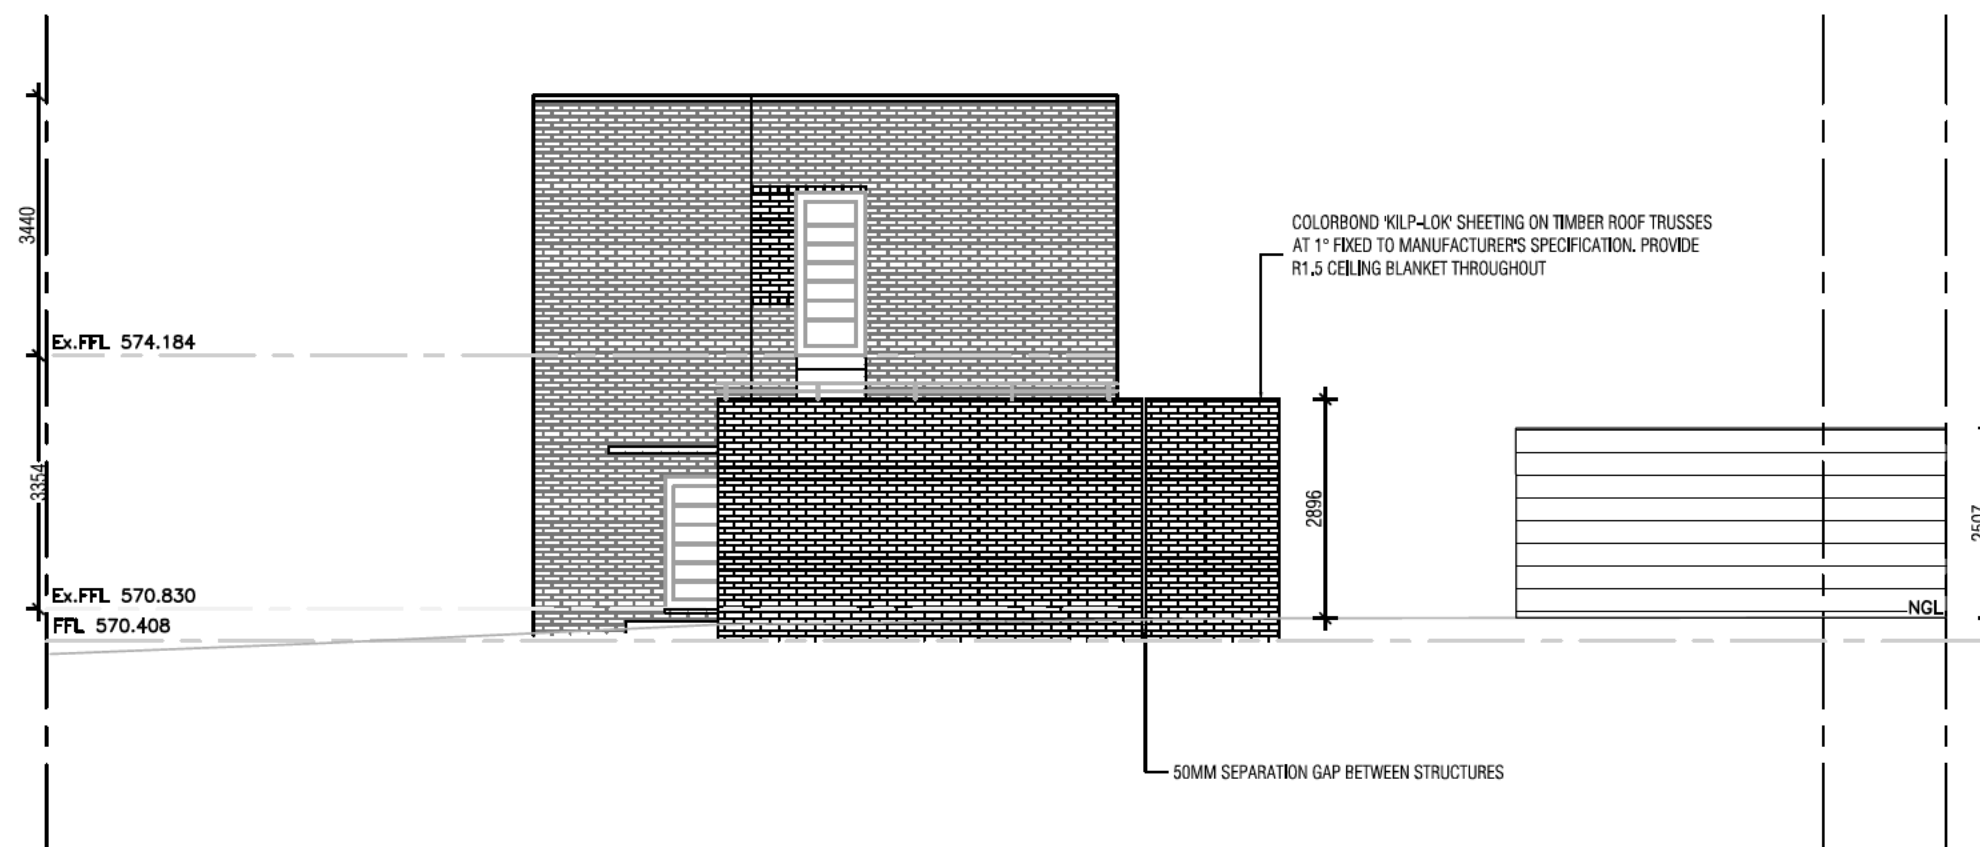 3440
Ex.FFL 574.184
COLORBOND 'KILP-LOK' SHEETING ON TIMBER ROOF TRUSSES
AT 1° FIXED TO MANUFACTURER'S SPECIFICATION. PROVIDE
R1.5 CEILING BLANKET THROUGHOUT
3354
2896
2507
Ex.FFL 570.830
FFL 570.408
NGL
50MM SEPARATION GAP BETWEEN STRUCTURES